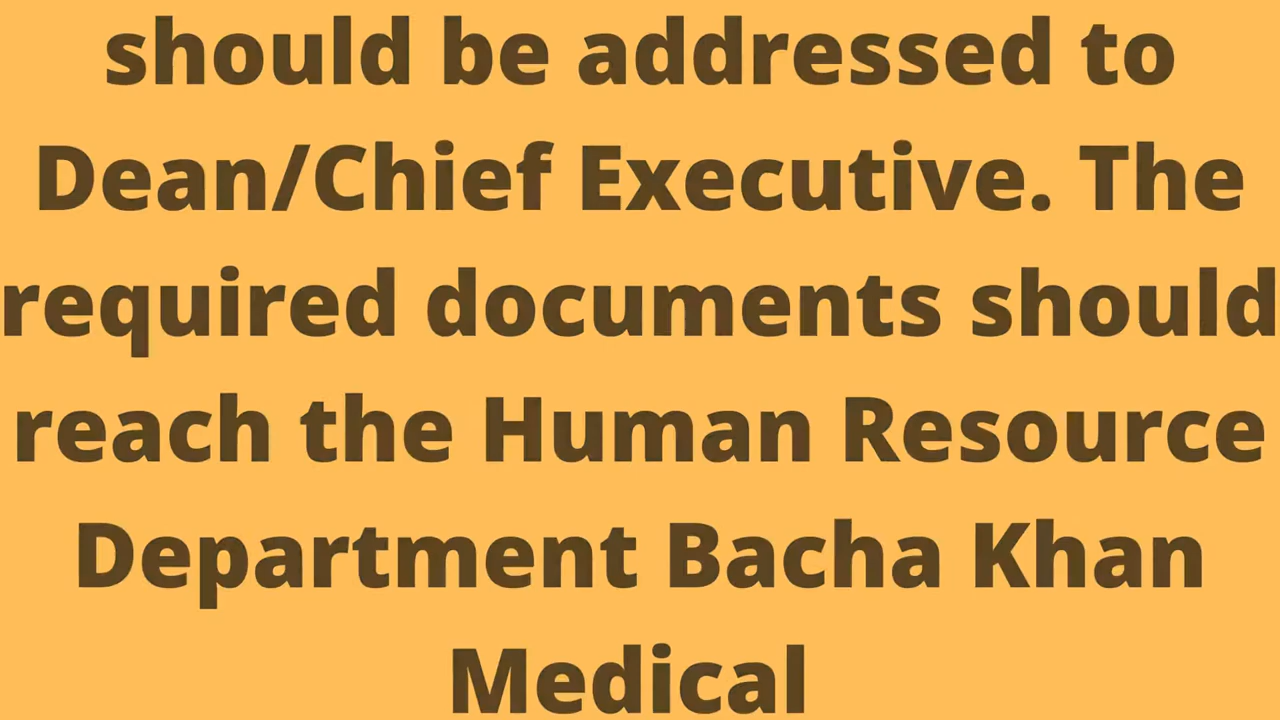 should be addressed to
Dean/Chief Executive. The
required documents should
reach the Human Resource
Department Bacha Khan
Medical